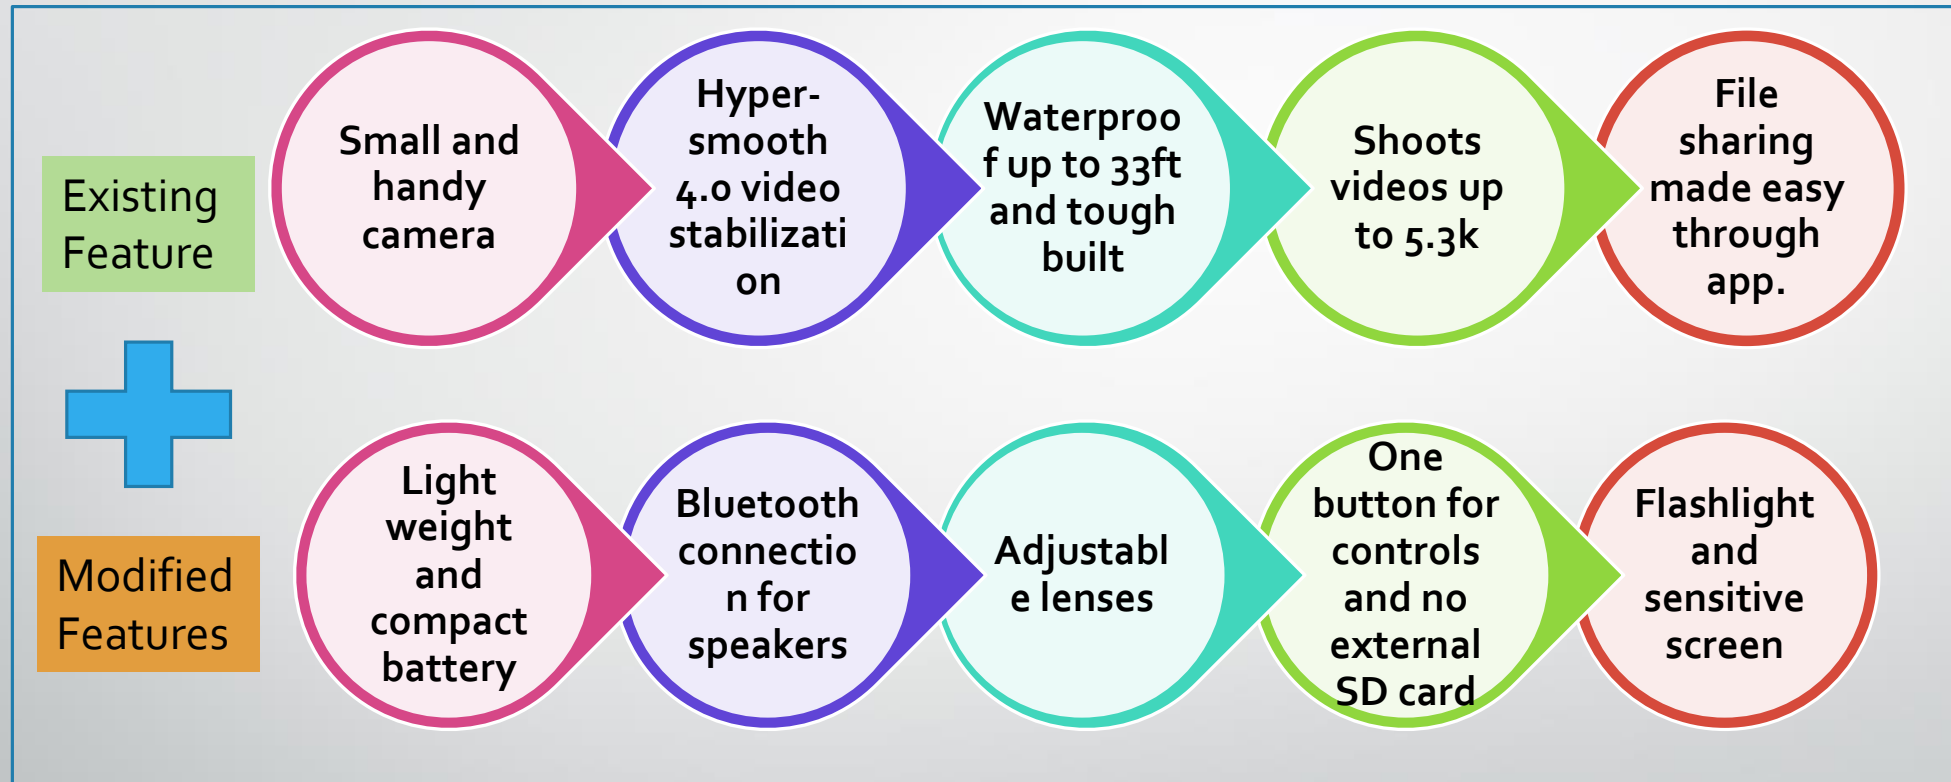 Existing
Feature
Small and
handy
camera
Hyper-
smooth
4.0 video
stabilizati
on
Waterproo
f up to 33ft
and tough
built
Shoots
videos up
to 5.3k
File
sharing
made easy
through
app.
Modified
Features
Light
weight
and
compact
battery
Bluetooth
connectio
n for
speakers
Adjustabl
e lenses
One
button for
controls
and no
external
SD card
Flashlight
and
sensitive
screen